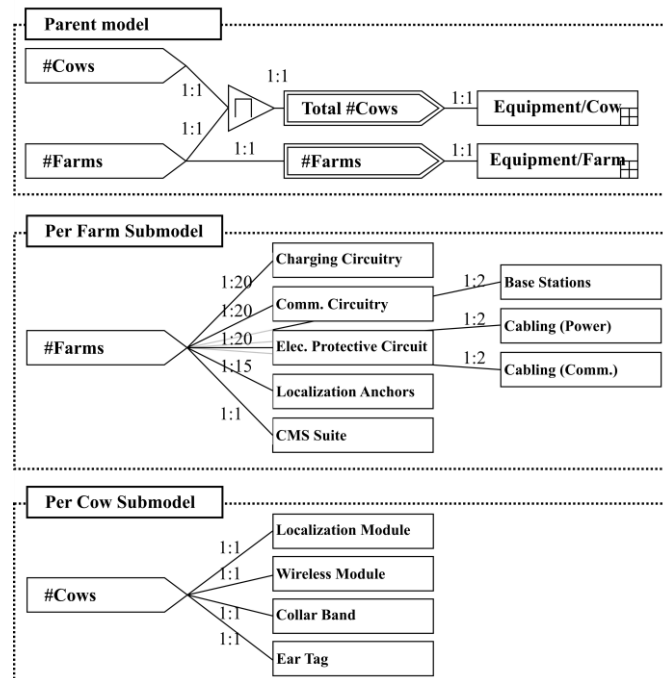 Parent model
#Cows
1:1
1:1
1:1
Total #Cows
1:1
Equipment/Cow
#Farms
1:1
#Farms
1:1
Equipment/Farm
Per Farm Submodel
Charging Circuitry
1:20
1:2
Base Stations
Comm. Circuitry
1:20
1:2
Cabling (Power)
#Farms
1:20
Elec. Protective Circuit
1:2
Cabling (Comm.)
1:15
Localization Anchors
1:1
CMS Suite
Per Cow Submodel
Localization Module
1:1
Wireless Module
1:1
#Cows
Collar Band
1:1
1:1
Ear Tag